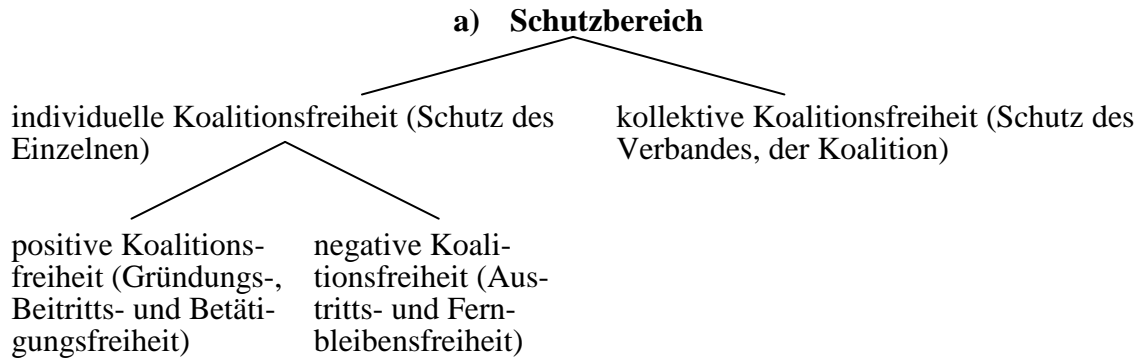 a) Schutzbereich
individuelle Koalitionsfreiheit (Schutz des
Einzelnen)
kollektive Koalitionsfreiheit (Schutz des
Verbandes, der Koalition)
positive Koalitions-
freiheit (Gründungs-,
Beitritts- und Betäti-
gungsfreiheit)
negative Koali-
tionsfreiheit (Aus-
tritts- und Fern-
bleibensfreiheit)